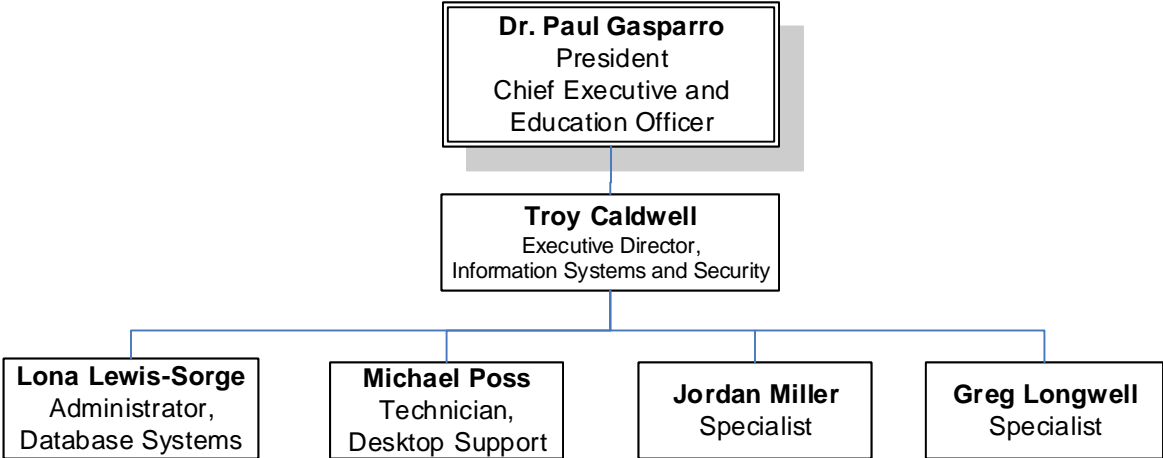 Dr. Paul Gasparro
President
Chief Executive and
Education Officer
Troy Caldwell
Executive Director,
Information Systems and Security
Lona Lewis-Sorge
Administrator,
Database Systems
Michael Poss
Technician,
Desktop Support
Jordan Miller
Specialist
Greg Longwell
Specialist